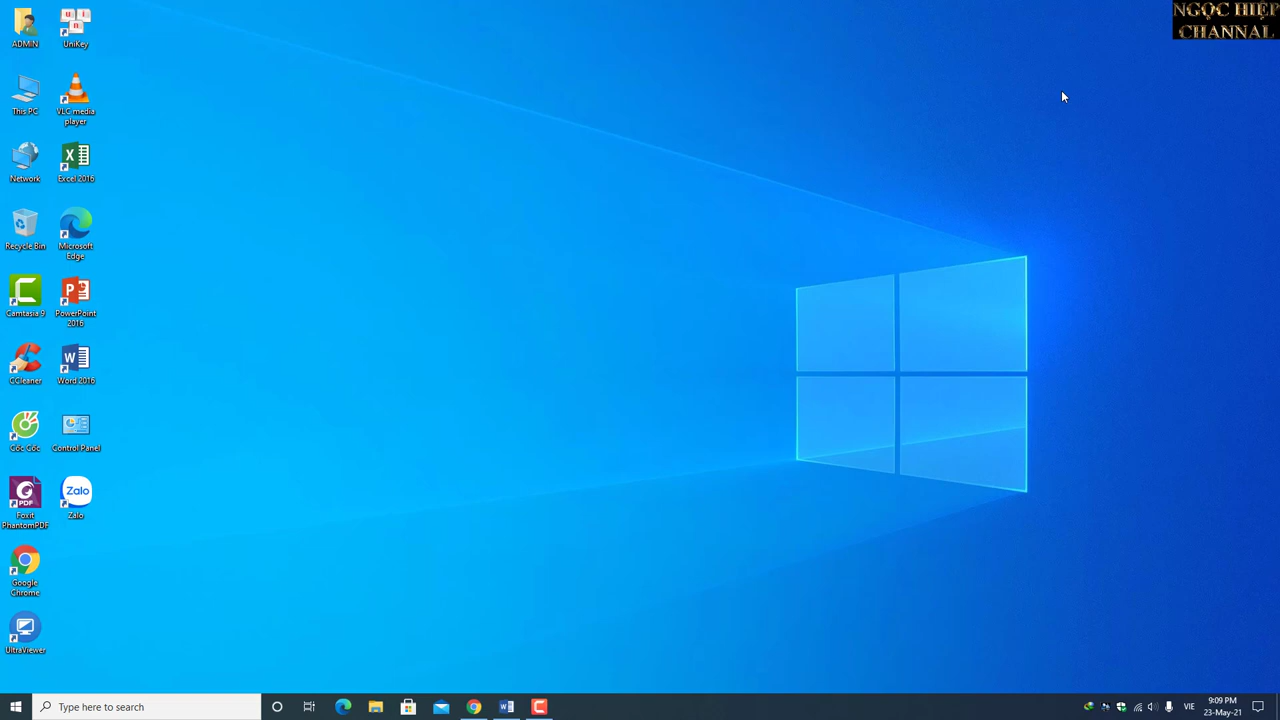 NGỌC HIỆP
CHANNAL
ADMIN
UniKey
This PC
VLC media
player
Network
Excel 2016
Recycle Bin
Microsoft
Edge
Camtasia 9
PowerPoint
2016
CCleaner
Word 2016
Cốc Cốc
Control Panel
Foxit
PhantomPDF
Zalo
Zalo
Google
Chrome
UltraViewer
Type here to search
VIE
9:09 PM
23-May-21